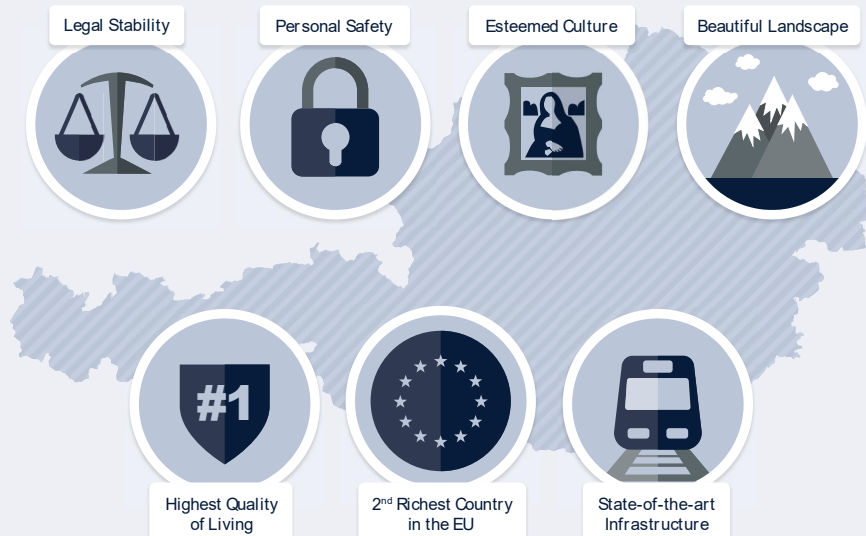 Legal Stability
Personal Safety
Esteemed Culture
Beautiful Landscape
#1
Highest Quality
of Living
2nd Richest Country
in the EU
State-of-the-art
Infrastructure